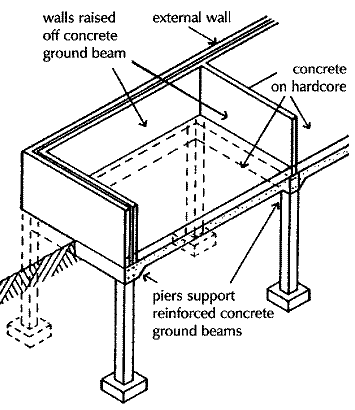 walls raised
off concrete
ground beam
external wall
concrete
on hardcore
piers support
reinforced concrete
ground beams